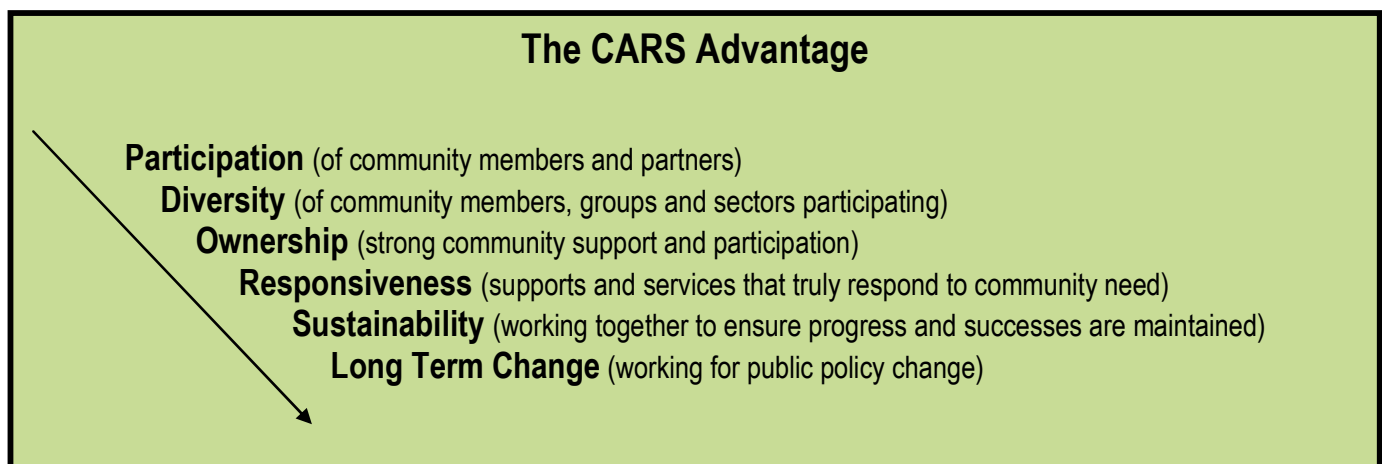 The CARS Advantage
Participation (of community members and partners)
Diversity (of community members, groups and sectors participating)
Ownership (strong community support and participation)
Responsiveness (supports and services that truly respond to community need)
Sustainability (working together to ensure progress and successes are maintained)
Long Term Change (working for public policy change)